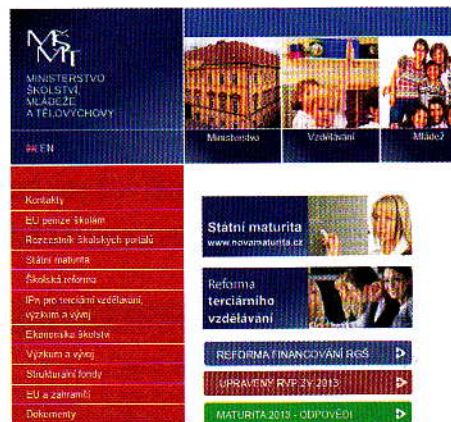 MŠMT
MINISTERSTVO
ŠKOLSTVÍ,
MLÁDEŽE
A TĚLOVÝCHOVY
EN
Ministerstvo
Vzdělávání
Mládež
Kontakty
EU peníze školám
Rozcestník školských portálů
Státní maturita
Školská reforma
IPn pro terciární vzdělávání,
výzkum a vývoj
Ekonomika školství
Výzkum a vývoj
Strukturální fondy
EU a zahraničí
Dokumenty
Státní maturita
www.novamaturita.cz
Reforma
terciárního
vzdělávání
REFORMA FINANCOVÁNÍ RGŠ
UPRAVENÝ RVP ZV 2013
MATURITA 2013 - ODPOVĚDI